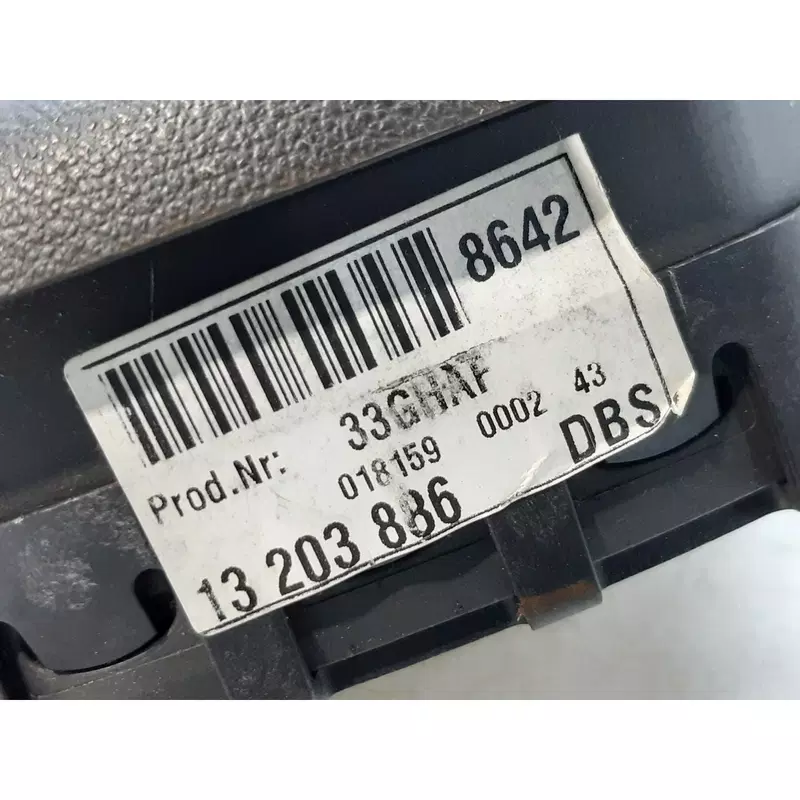 8642
33GHAF
Prod.Nr: 018159 0002 43
13 203 886 DBS